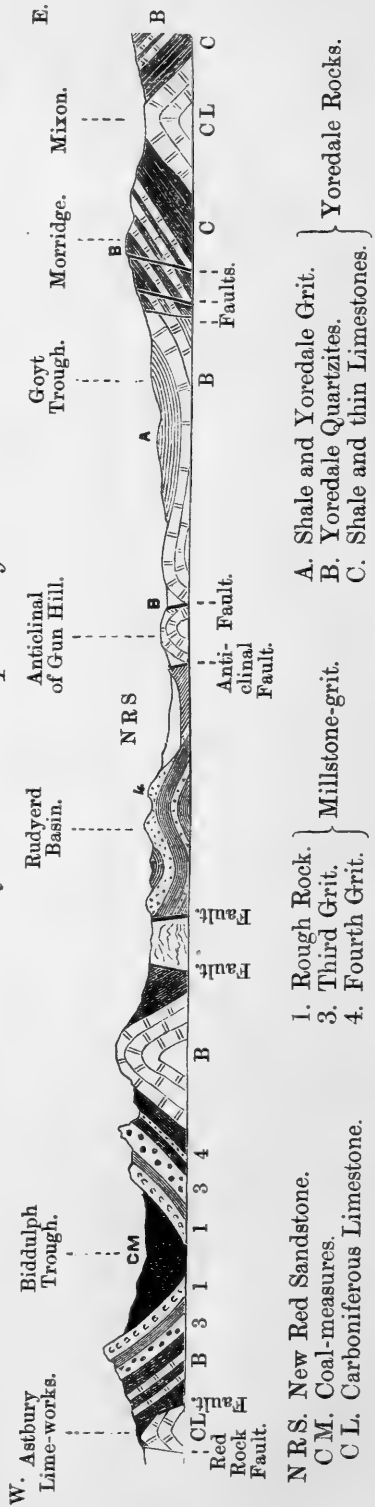 W.
E.
Astbury
Lime-works.
Biddulph
Trough.
Rudyerd
Basin.
Anticlinal
of Gun Hill.
Goyt
Trough.
Morridge.
Mixon.
CM
4
N R S
B
A
B
B
Red
Rock
Fault.
CL
Fault.
B
3
1
1
3
4
B
Fault.
Fault.
Anti-
clinal
Fault.
Fault.
B
Faults.
C
C L
C
N R S. New Red Sandstone.
C M. Coal-measures.
C L. Carboniferous Limestone.
1. Rough Rock.
3. Third Grit.
4. Fourth Grit.
Millstone-grit.
A. Shale and Yoredale Grit.
B. Yoredale Quartzites.
C. Shale and thin Limestones.
Yoredale Rocks.